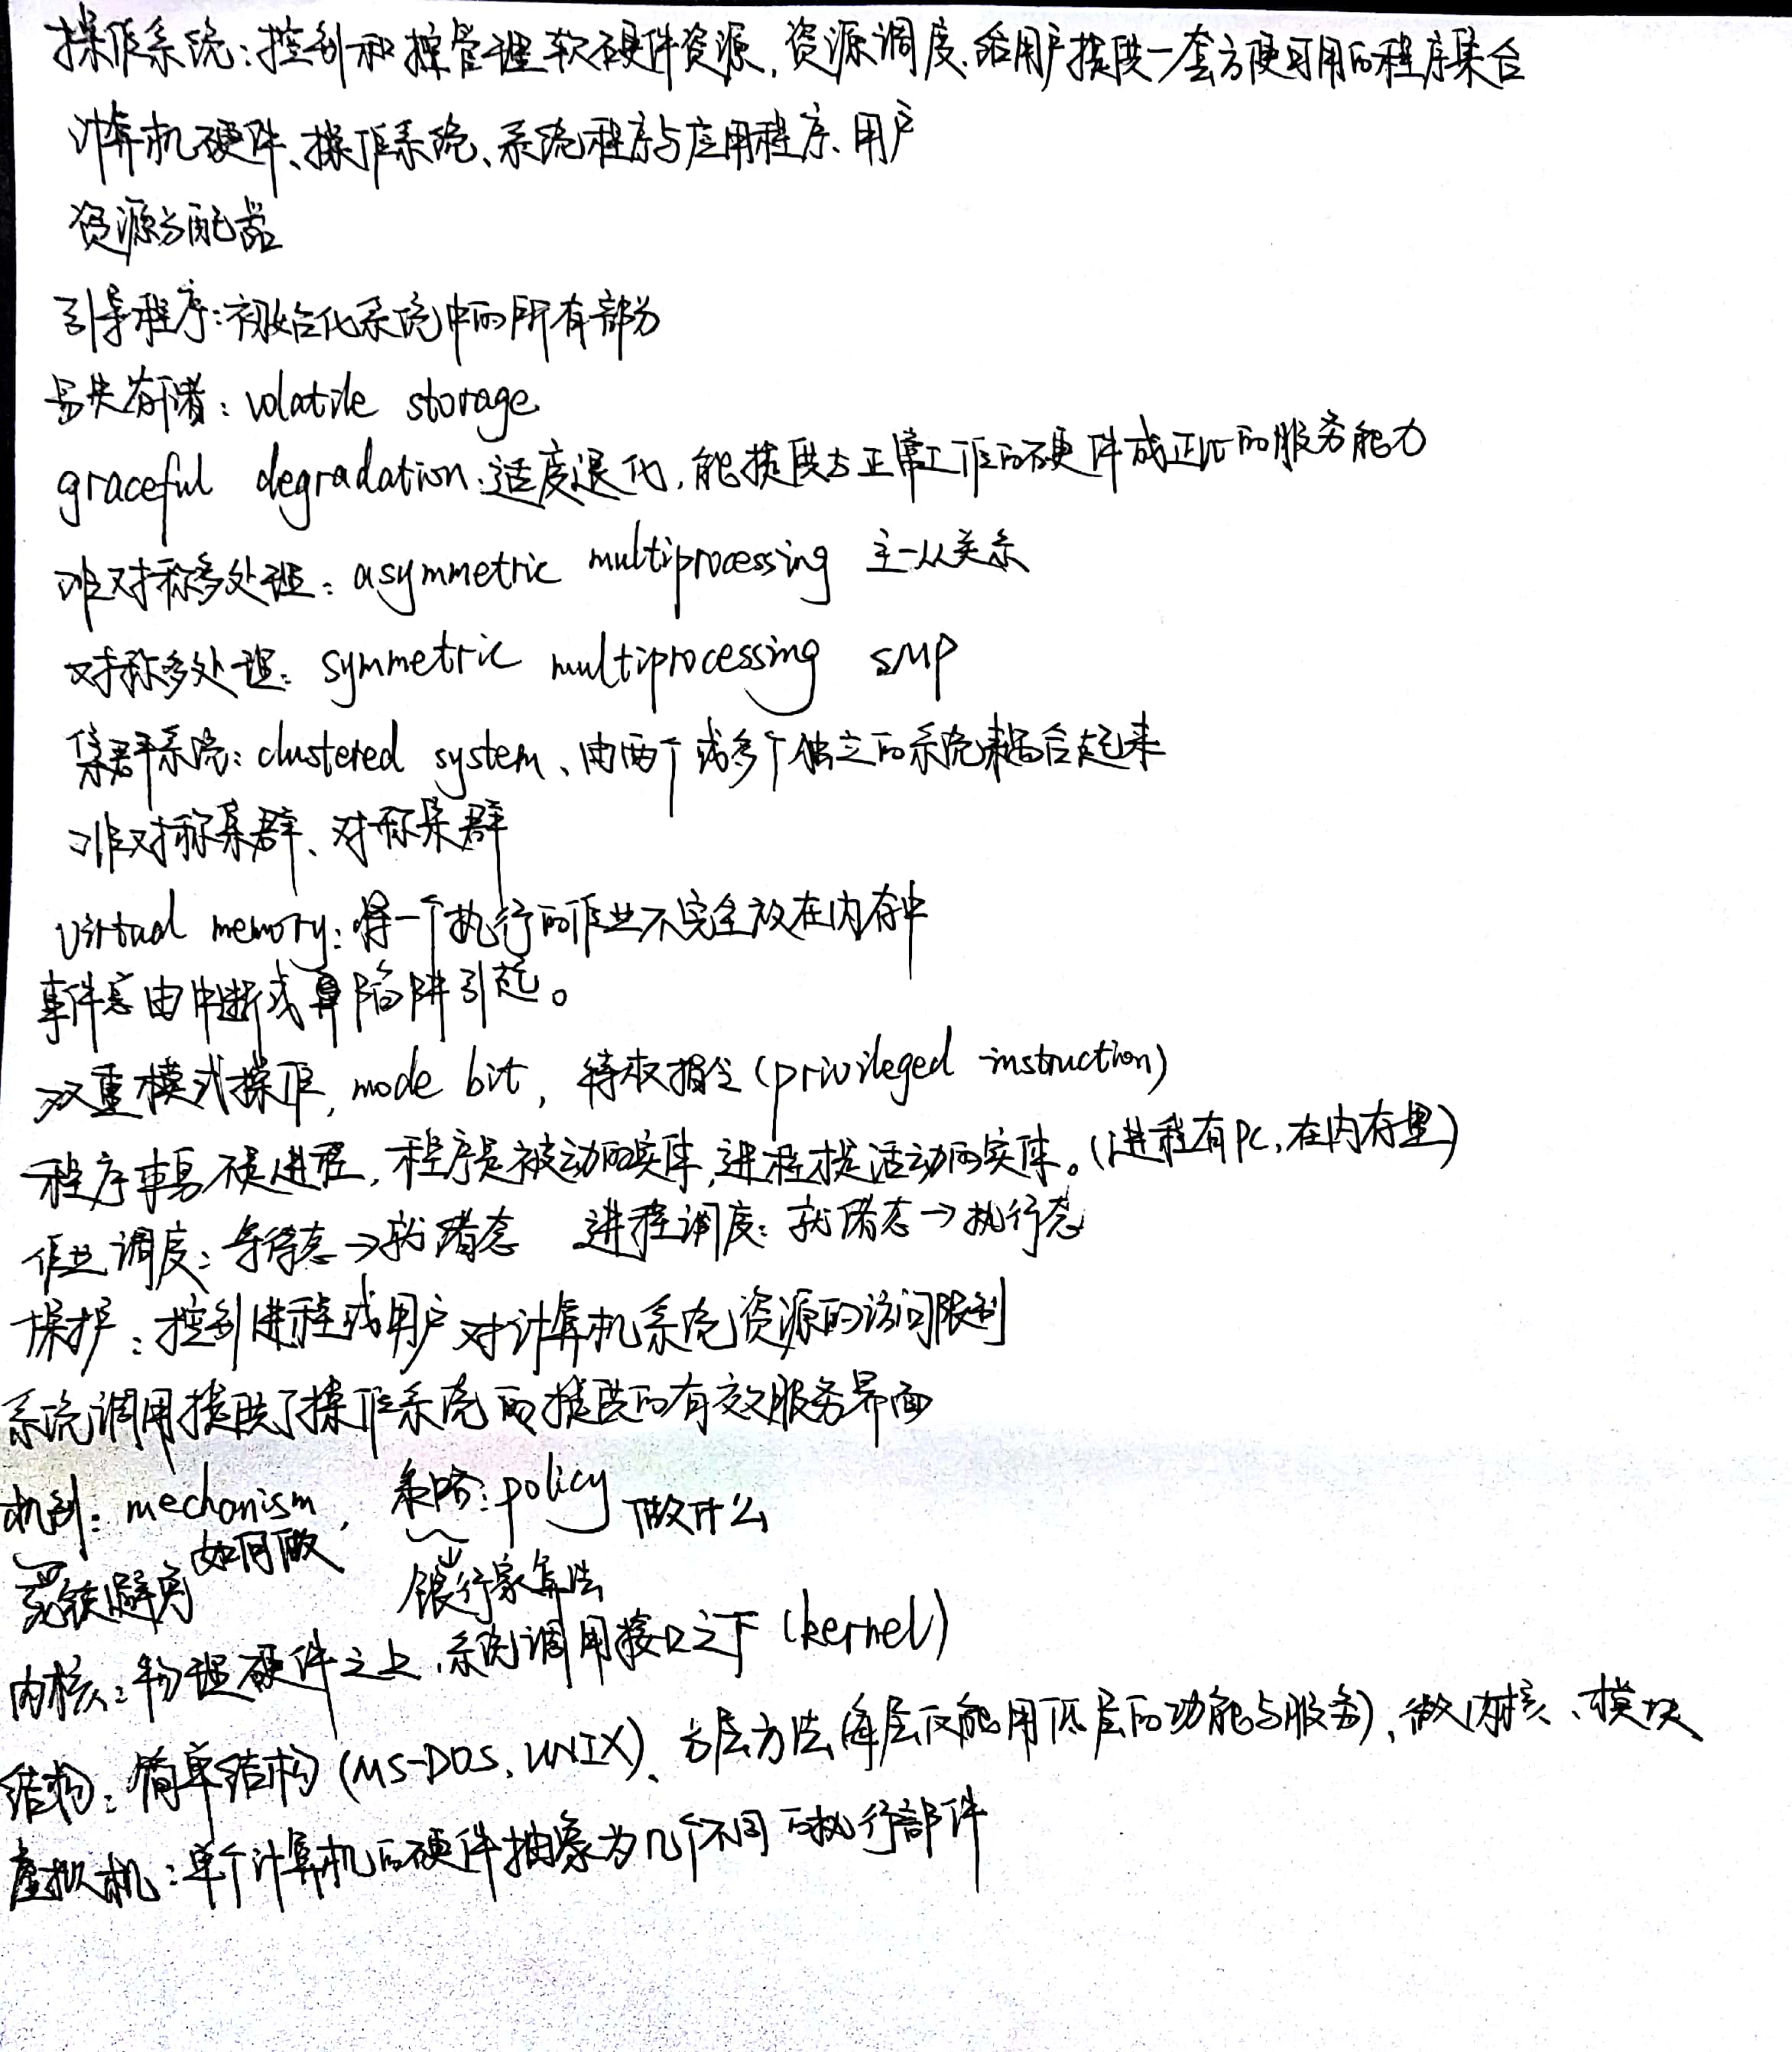 操作系统：控制和管理软硬件资源，资源调度、给用户提供一套方便可用的程序集合
计算机硬件、操作系统、系统程序与应用程序、用户
资源分配器
引导程序：初始化系统中的所有部分
易失存储：volatile storage
graceful degradation：适度退化，能提供与正常工作的硬件成正比的服务能力
非对称多处理：asymmetric multiprocessing 主—从关系
对称多处理：symmetric multiprocessing SMP
集群系统：clustered system、由两个或多个独立的系统耦合起来
非对称集群、对称集群
virtual memory：将一个执行的作业不完全放在内存中
事件总由中断或陷阱引起。
双重模式操作，mode bit，特权指令（privileged instruction）
程序本身不是进程，程序是被动的实体，进程才是活动的实体。（进程有PC，在内存里）
作业调度：等待态→就绪态 进程调度：就绪态→执行态
保护：控制进程或用户对计算机系统资源的访问限制
系统调用提供了操作系统提供的有效服务界面
机制：mechanism，策略：policy 做什么
如何做
死锁避免 银行家算法
内核：物理硬件之上，系统调用接口之下（kernel）
结构：简单结构（MS-DOS，UNIX）、分层方法（每层仅能用低层的功能与服务）、微内核、模块
虚拟机：单个计算机的硬件抽象为几个不同的执行部件